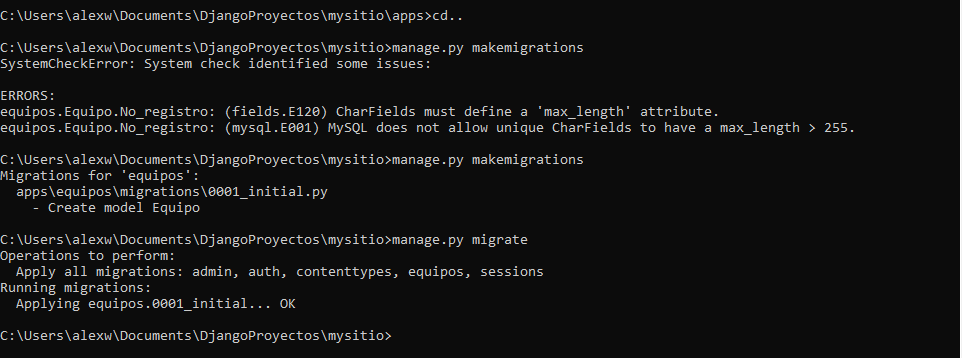 C:\Users\alexw\Documents\DjangoProyectos\mysitio\apps>cd..
C:\Users\alexw\Documents\DjangoProyectos\mysitio>manage.py makemigrations
SystemCheckError: System check identified some issues:
ERRORS:
equipos.Equipo.No_registro: (fields.E120) CharFields must define a 'max_length' attribute.
equipos.Equipo.No_registro: (mysql.E001) MySQL does not allow unique CharFields to have a max_length > 255.
C:\Users\alexw\Documents\DjangoProyectos\mysitio>manage.py makemigrations
Migrations for 'equipos':
  apps\equipos\migrations\0001_initial.py
    - Create model Equipo
C:\Users\alexw\Documents\DjangoProyectos\mysitio>manage.py migrate
Operations to perform:
  Apply all migrations: admin, auth, contenttypes, equipos, sessions
Running migrations:
  Applying equipos.0001_initial... OK
C:\Users\alexw\Documents\DjangoProyectos\mysitio>